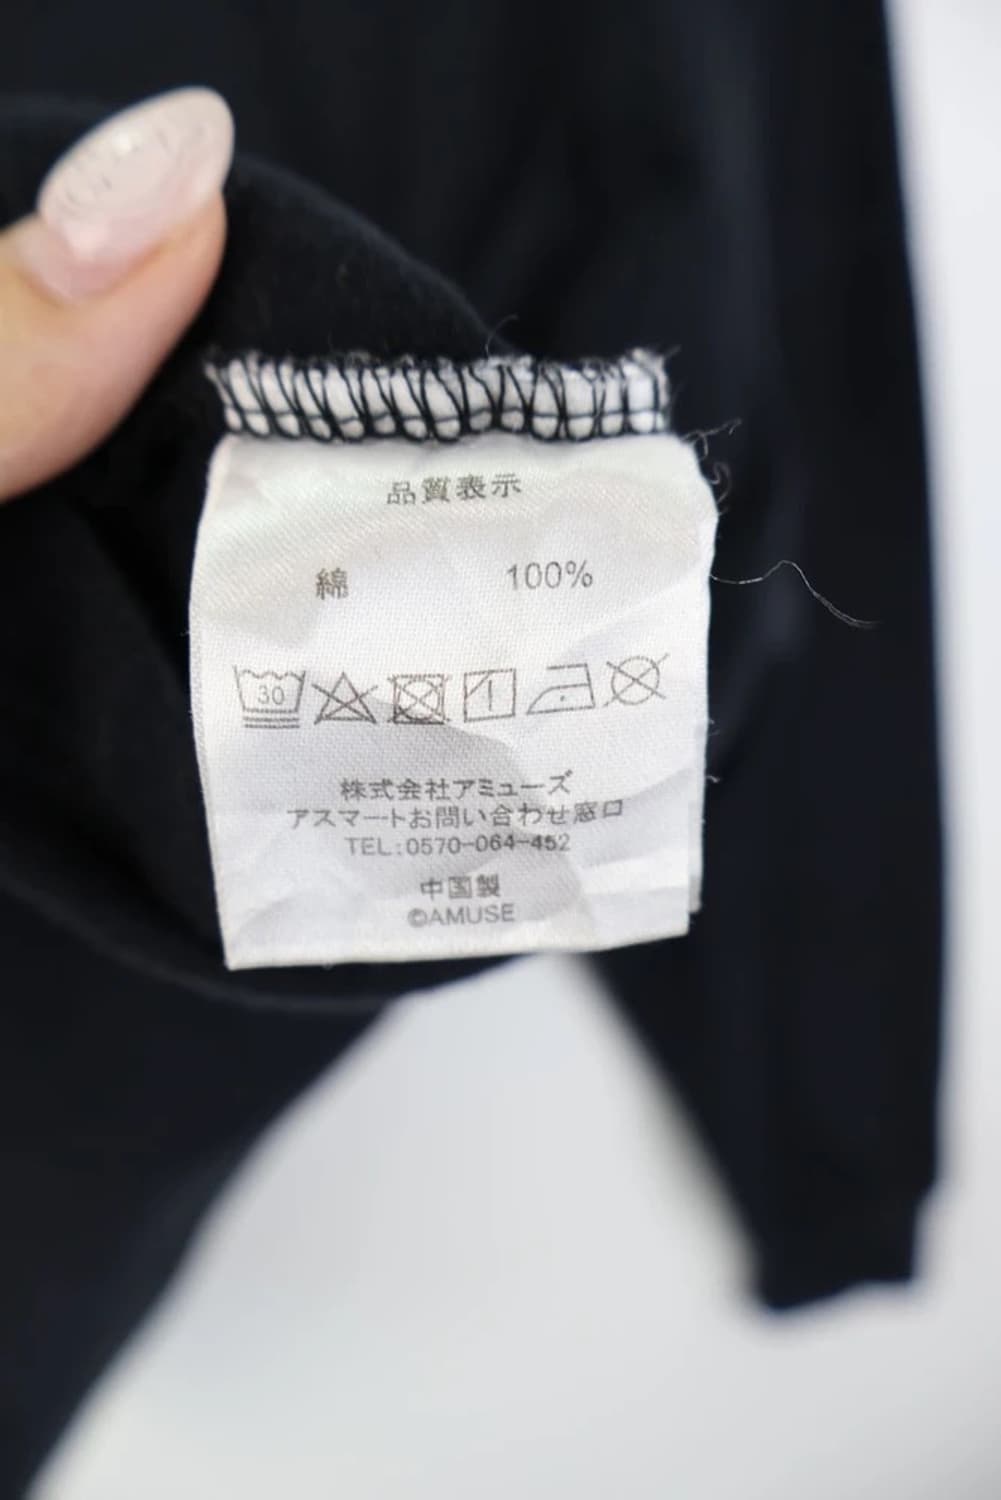 品質表示
綿 100%
30
株式会社アミューズ
アスマートお問い合わせ窓口
TEL:0570-064-452
中国製
©AMUSE